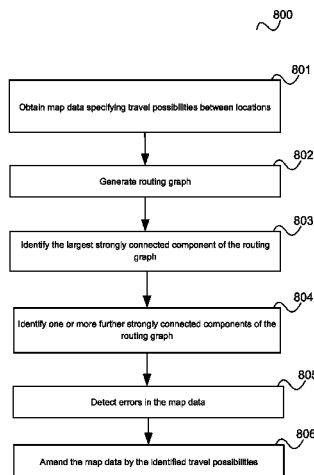 800
801
Obtain map data specifying travel possibilities between locations
802
Generate routing graph
803
Identify the largest strongly connected component of the routing
graph
804
Identify one or more further strongly connected components of the
routing graph
805
Detect errors in the map data
806
Amend the map data by the identified travel possibilities